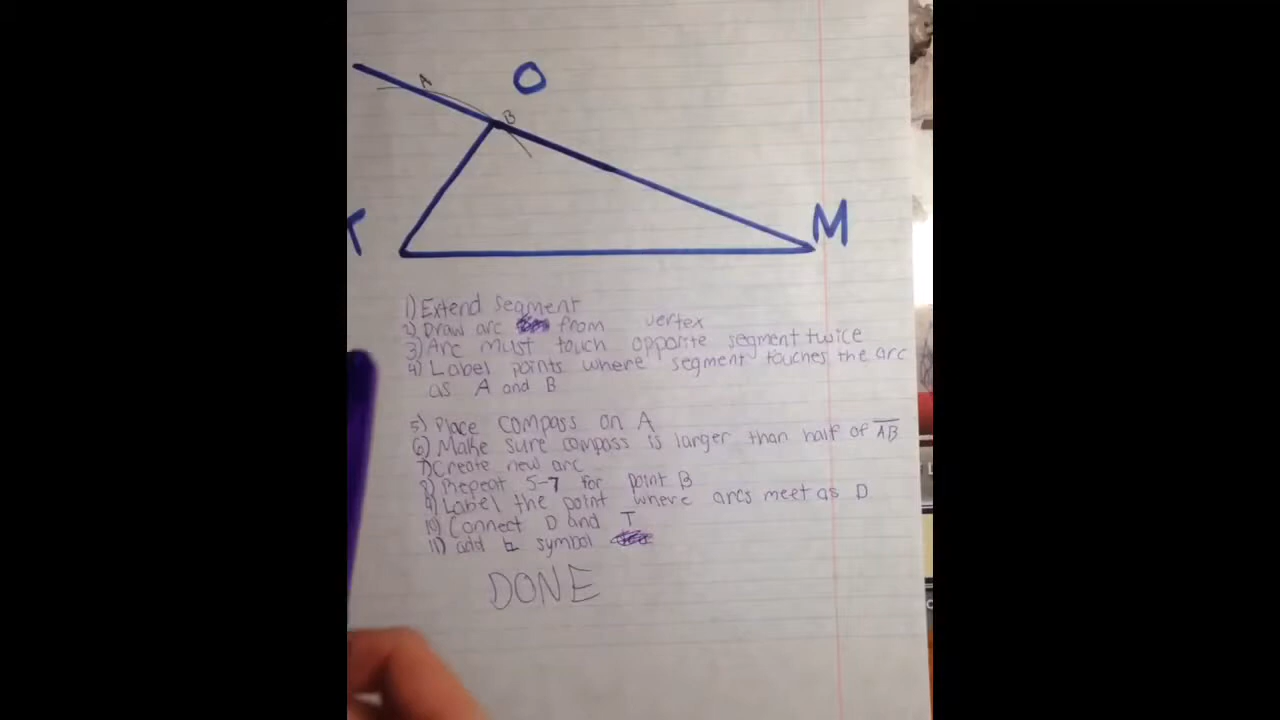 A
O
B
T
M
1) Extend segment
2) Draw arc from vertex
3) Arc must touch opposite segment twice
4) Label points where segment touches the arc
as A and B
5) Place compass on A
6) Make sure compass is larger than half of AB
7) Create new arc
8) Repeat 5-7 for point B
9) Label the point where arcs meet as D
10) Connect D and T
11) add ⊾ symbol
DONE